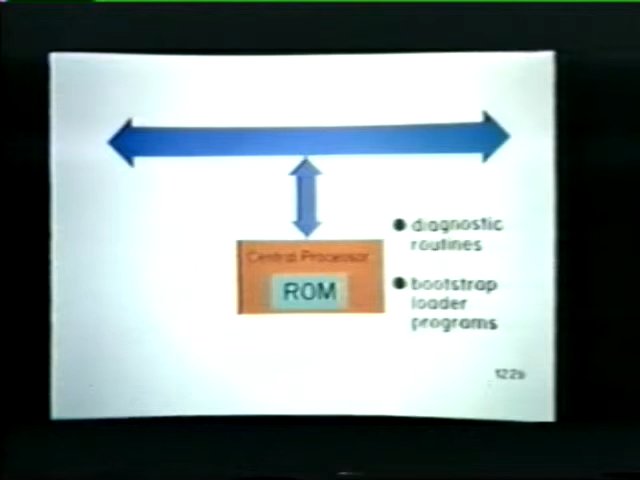 diagnostic
routines
Central Processor
ROM
bootstrap
loader
programs
122b